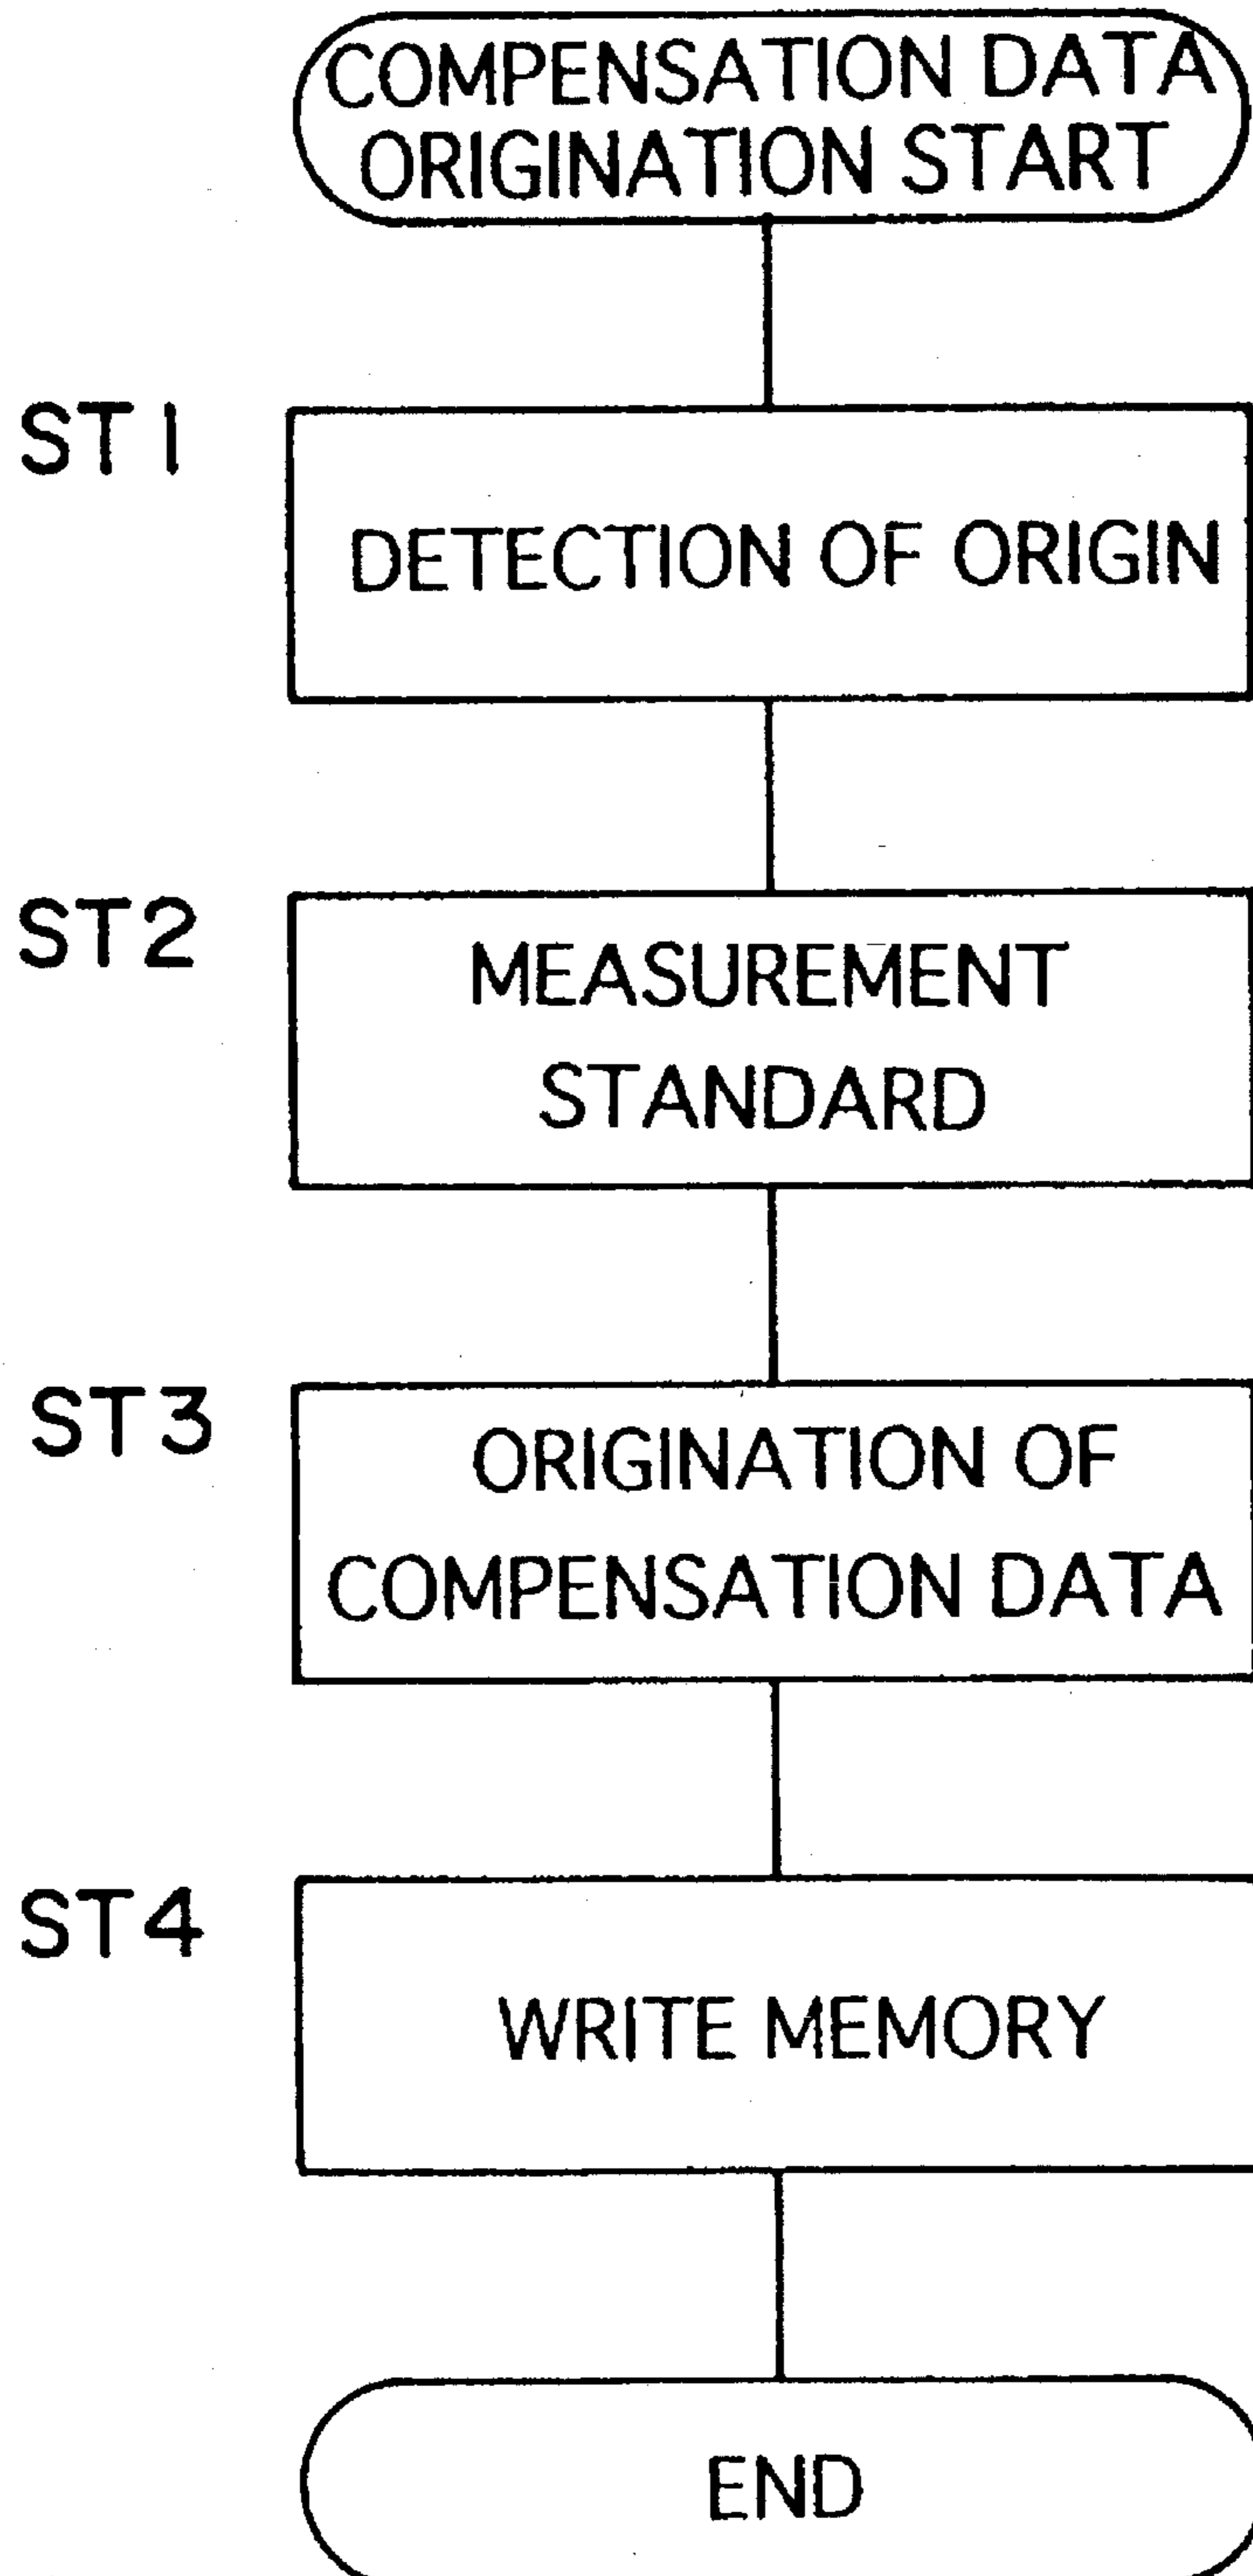 COMPENSATION DATA
ORIGINATION START
ST1
DETECTION OF ORIGIN
ST2
MEASUREMENT
STANDARD
ST3
ORIGINATION OF
COMPENSATION DATA
ST4
WRITE MEMORY
END